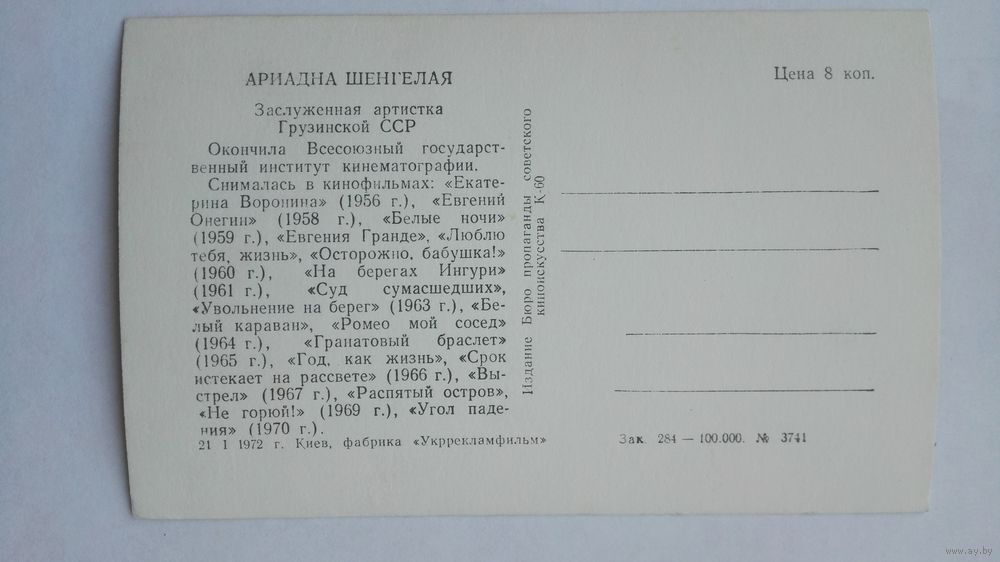 АРИАДНА ШЕНГЕЛАЯ
Заслуженная артистка
Грузинской ССР
Окончила Всесоюзный государст-
венный институт кинематографии.
Снималась в кинофильмах: «Екате-
рина Воронина» (1956 г.), «Евгений
Онегин» (1958 г.), «Белые ночи»
(1959 г.), «Евгения Гранде», «Люблю
тебя, жизнь», «Осторожно, бабушка!»
(1960 г.), «На берегах Ингури»
(1961 г.), «Суд сумасшедших»,
«Увольнение на берег» (1963 г.), «Бе-
лый караван», «Ромео мой сосед»
(1964 г.), «Гранатовый браслет»
(1965 г.), «Год, как жизнь», «Срок
истекает на рассвете» (1966 г.), «Вы-
стрел» (1967 г.), «Распятый остров»,
«Не горюй!» (1969 г.), «Угол паде-
ния» (1970 г.).
21 I 1972 г. Киев, фабрика «Укррекламфильм»
Издание Бюро пропаганды советского
киноискусства К-60
Цена 8 коп.
Зак. 284 — 100.000. № 3741
www.ay.by